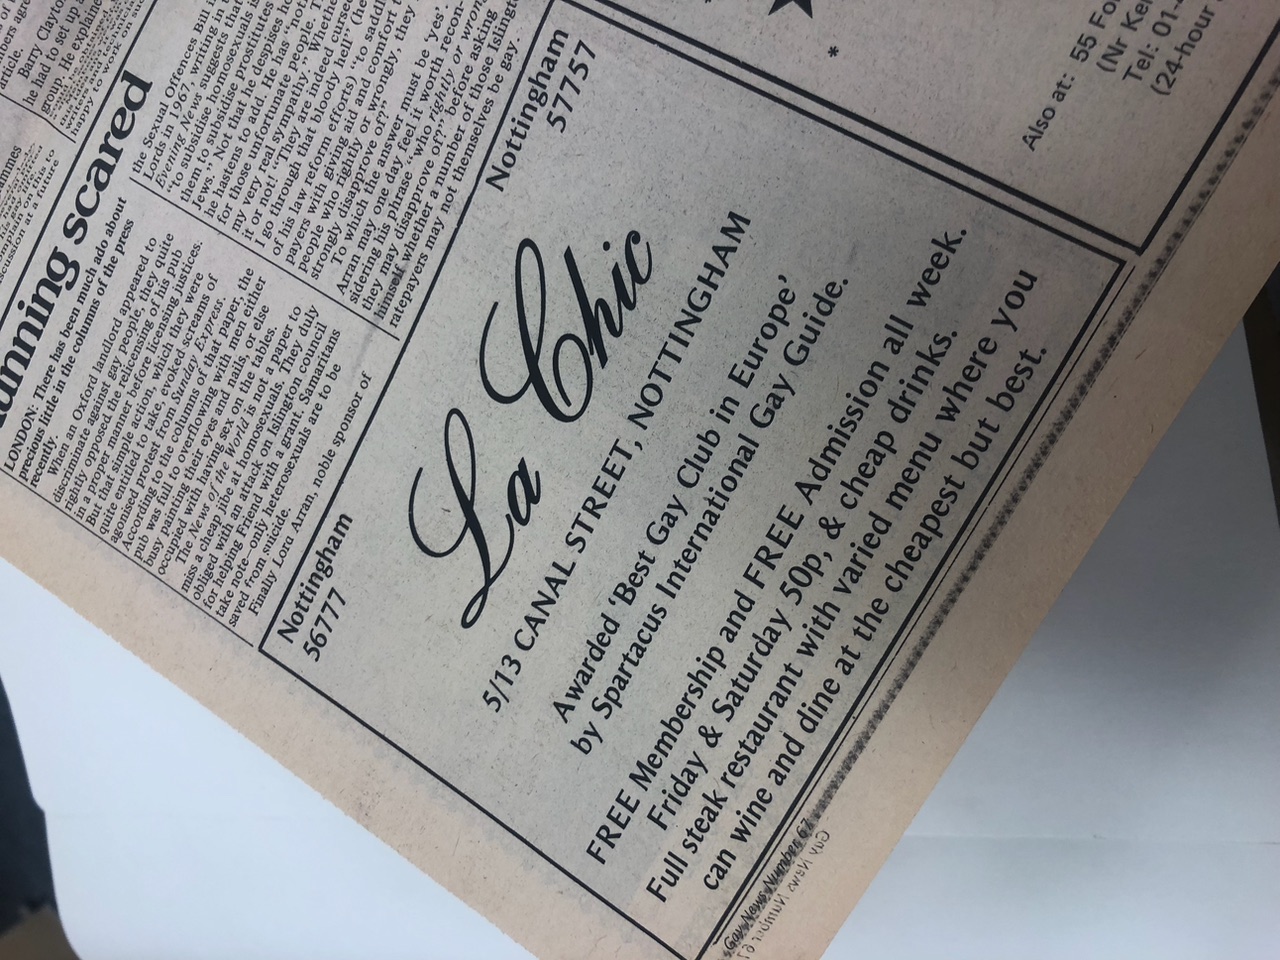 unning scared
LONDON: There has been much ado about
precious little in the columns of the press
recently.
When an Oxford landlord appeared to
discriminate against gay people, they quite
rightly opposed the relicensing of his pub
in a proper manner before licensing justices.
But that simple action, which they were
quite entitled to take, evoked screams of
agonised protest from Sunday Express.
According to the columns of that paper, the
pub was full to overflowing with men either
busy painting their eyes and nails, or else
occupied with having sex on the tables.
The News of the World is not a paper to
miss a cheap jibe at homosexuals. They duly
obliged with an attack on Islington council
for helping Friend with a grant. Samaritans
take note–only heterosexuals are to be
saved from suicide.
Finally Lord Arran, noble sponsor of
the Sexual Offences Bill in
Lords in 1967, writing in
Evening News suggests that
"to subsidise homosexuals
them to subsidise prostitutes
Jews". Not that he despises
he hastens to add. He has "not
for those unfortunate people.
my very real sympathy." Whether
it or not! They are indeed cursed
I go through that bloody hell"
of his law reform efforts) "to
payers with giving aid and comfort
people who rightly or wrongly, they
strongly disapprove of?"
To which the answer must be 'yes'.
Arran may one day feel it worth
sidering his phrase "who rightly or
they may disapprove of?" before asking
himself whether a number of those
ratepayers may not themselves be gay.
Nottingham
56777
Nottingham
57757
La Chic
5/13 CANAL STREET, NOTTINGHAM
Awarded 'Best Gay Club in Europe'
by Spartacus International Gay Guide.
FREE Membership and FREE Admission all week.
Friday & Saturday 50p, & cheap drinks.
Full steak restaurant with varied menu where you
can wine and dine at the cheapest but best.
*
Also at: 55
(Nr
Tel: 01-
(24-hour
Gay News Number 67